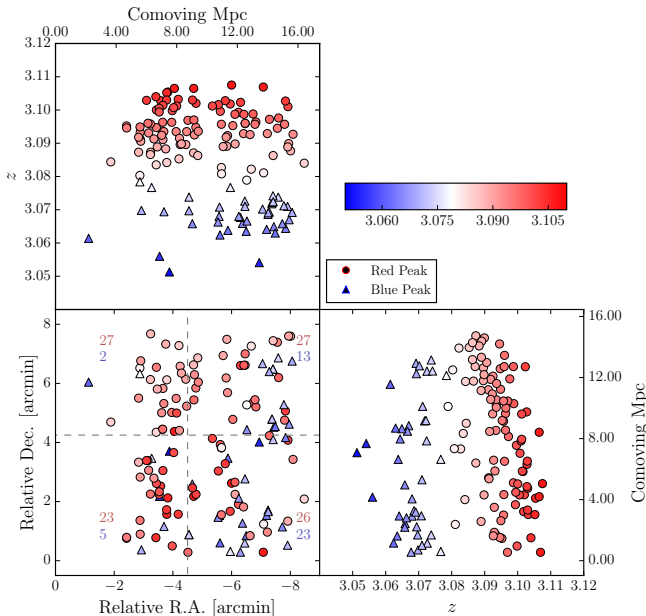 Comoving Mpc
0.00 4.00 8.00 12.00 16.00
3.12
3.11
3.10
3.09
3.08
3.07
3.06
3.05
z
3.060 3.075 3.090 3.105
Red Peak
Blue Peak
8
6
4
2
0
Relative Dec. [arcmin]
27 27
2 13
23 26
5 23
16.00
12.00
8.00
4.00
0.00
Comoving Mpc
0 −2 −4 −6 −8
Relative R.A. [arcmin]
3.05 3.06 3.07 3.08 3.09 3.10 3.11 3.12
z